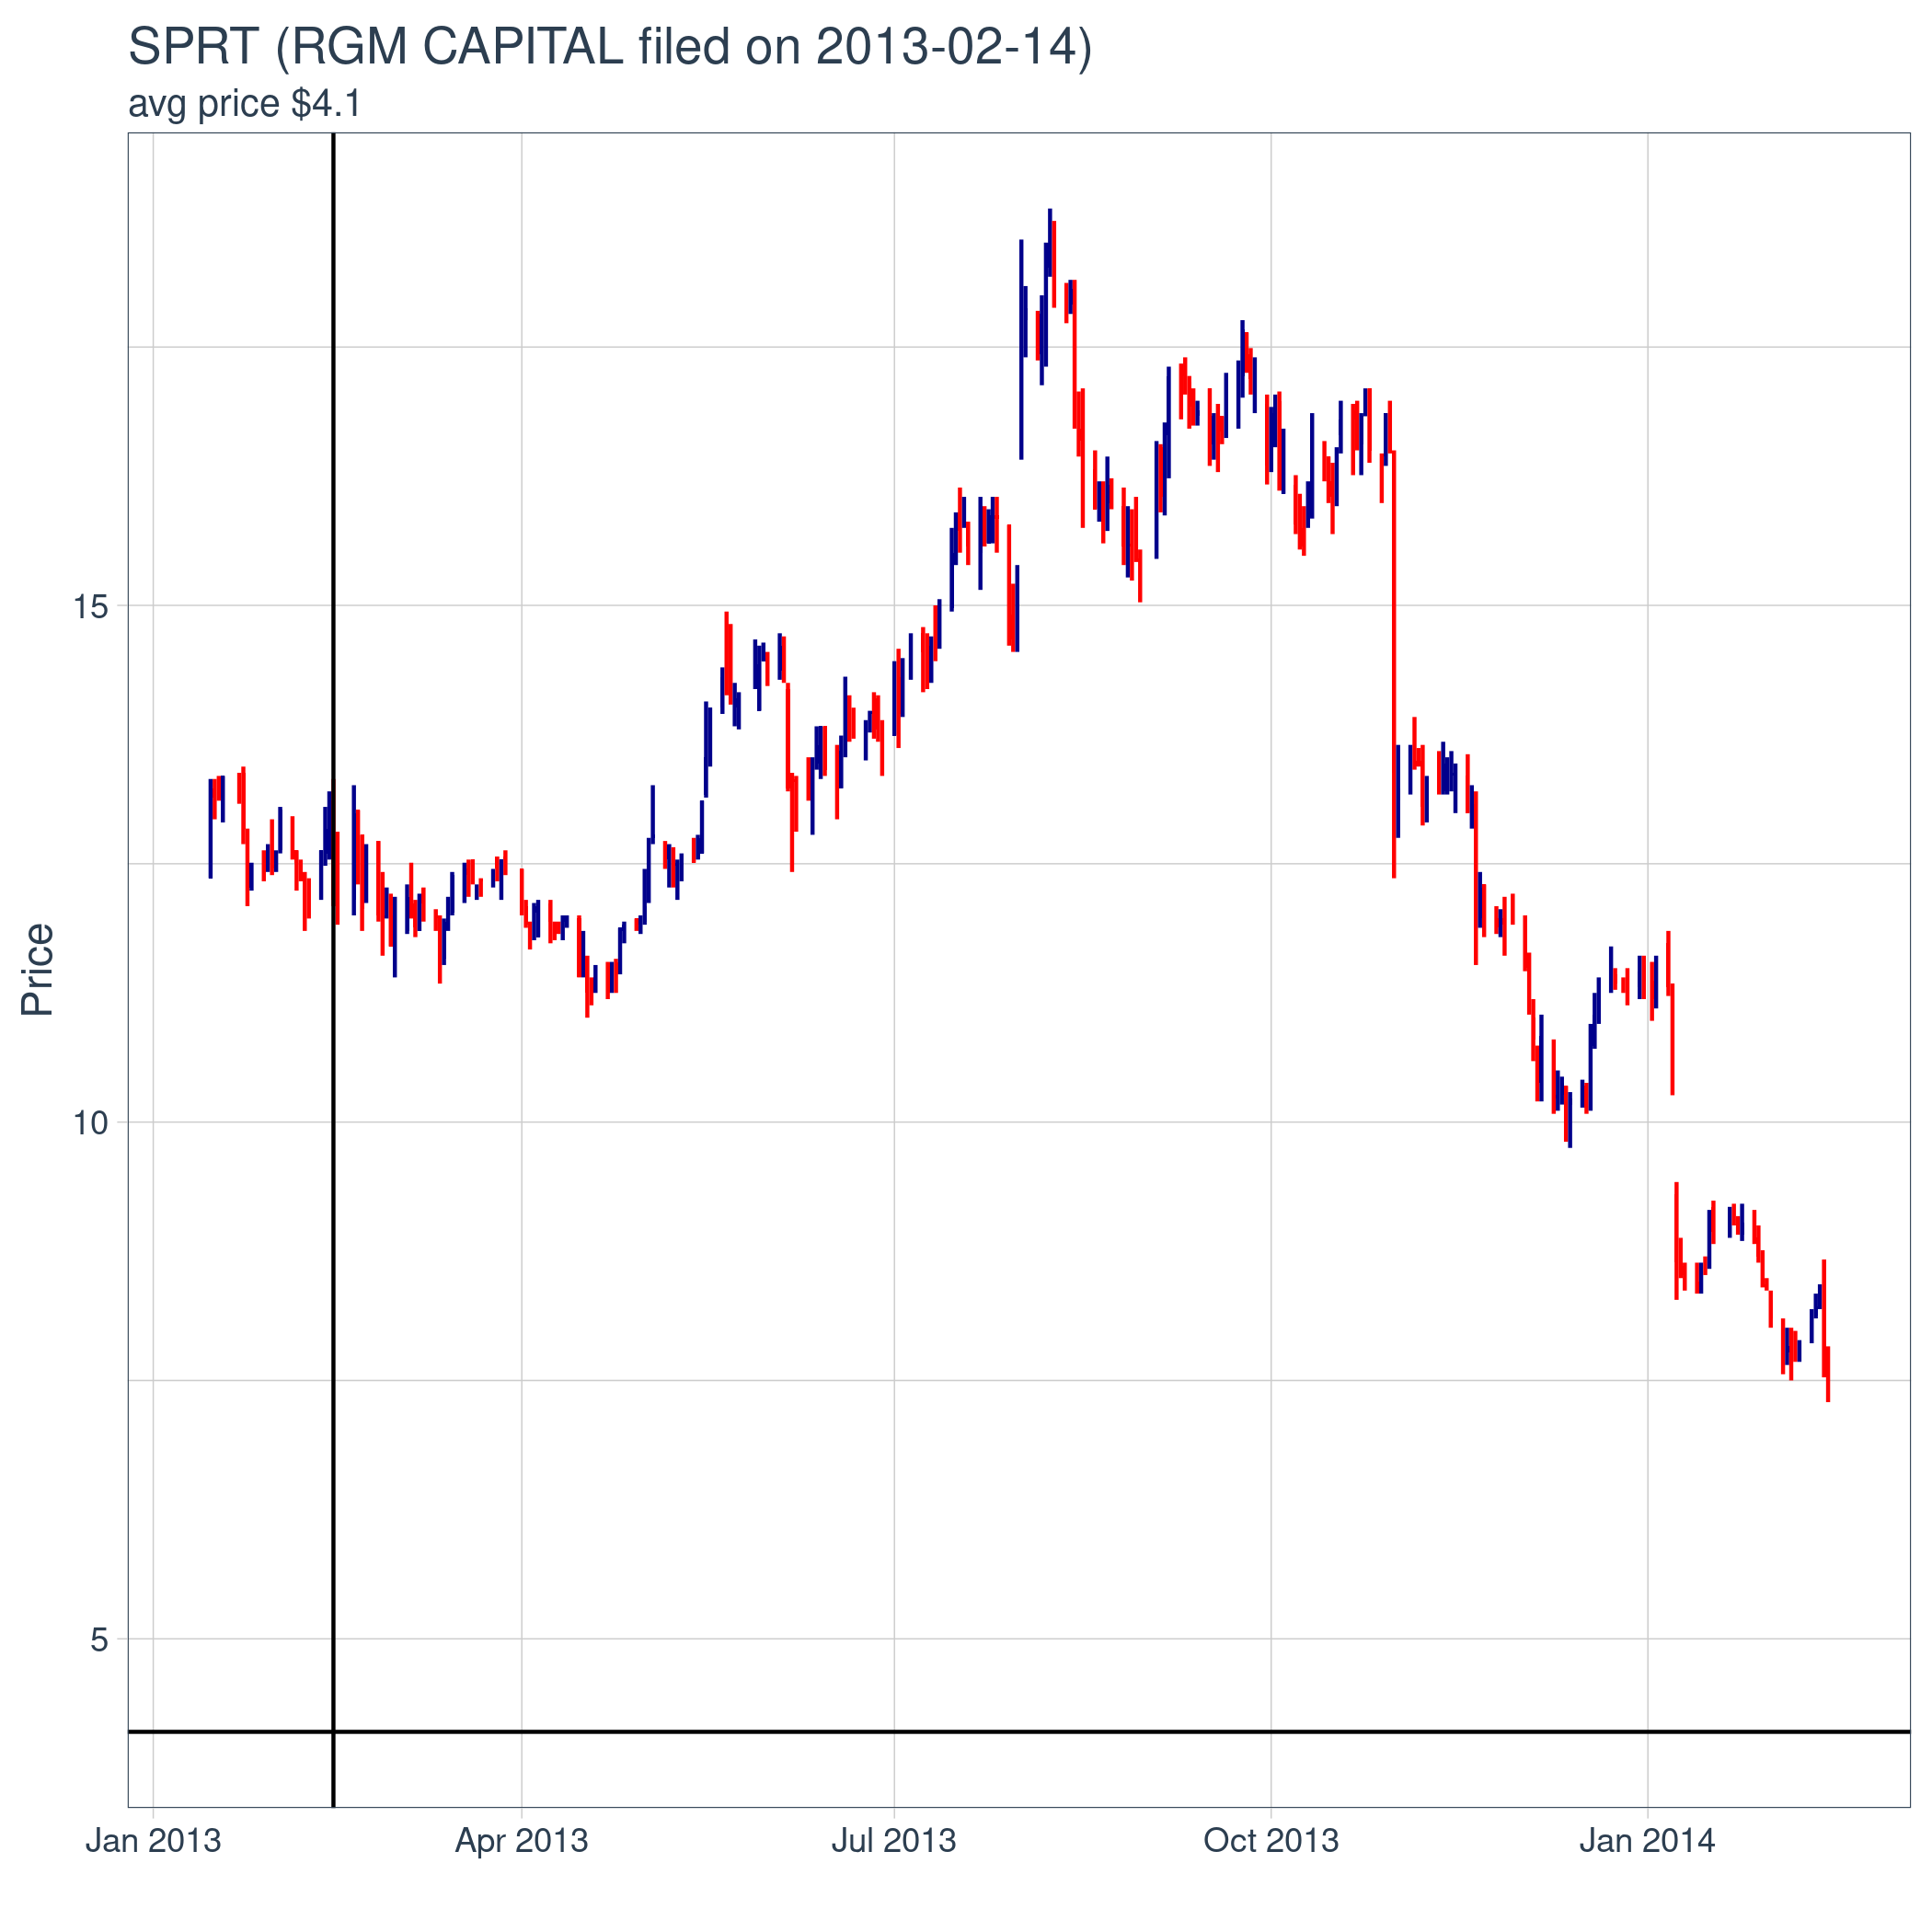 SPRT (RGM CAPITAL filed on 2013-02-14)
avg price $4.1
Price
15
10
5
Jan 2013
Apr 2013
Jul 2013
Oct 2013
Jan 2014